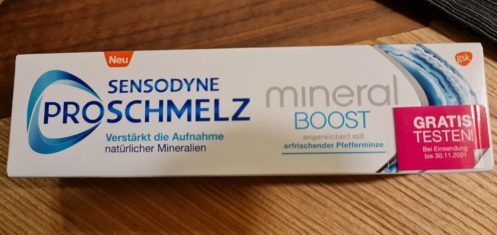 Neu
SENSODYNE
PROSCHMELZ
Verstärkt die Aufnahme
natürlicher Mineralien
mineral
BOOST
angereichert mit
erfrischender Pfefferminze
gsk
GRATIS
TESTEN!
Bei Einsendung
bis 30.11.2021